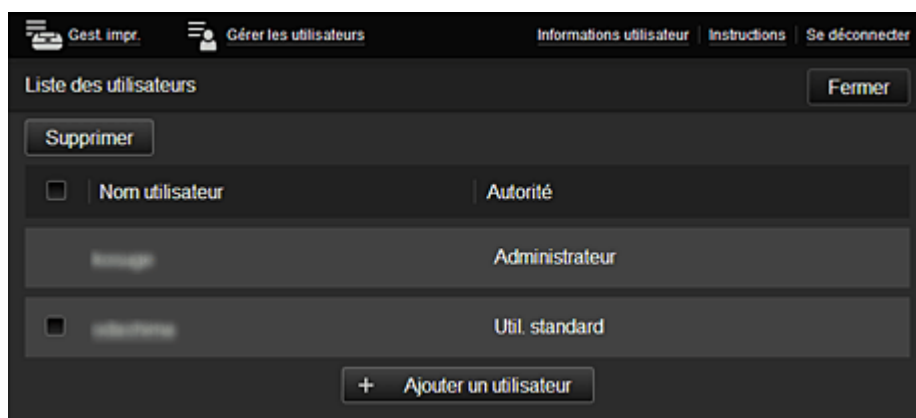 Gest. impr. Gérer les utilisateurs Informations utilisateur Instructions Se déconnecter
Liste des utilisateurs Fermer
Supprimer
Nom utilisateur Autorité
Administrateur
Util. standard
+ Ajouter un utilisateur